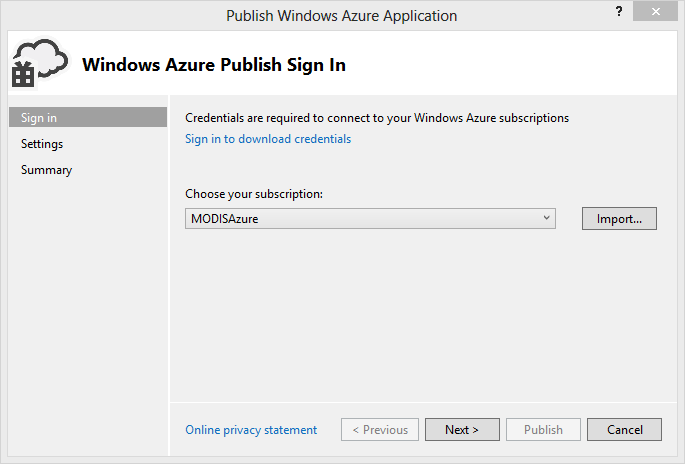 Publish Windows Azure Application
?
Windows Azure Publish Sign In
Sign in
Settings
Summary
Credentials are required to connect to your Windows Azure subscriptions
Sign in to download credentials
Choose your subscription:
MODISAzure
Import...
Online privacy statement
< Previous
Next >
Publish
Cancel